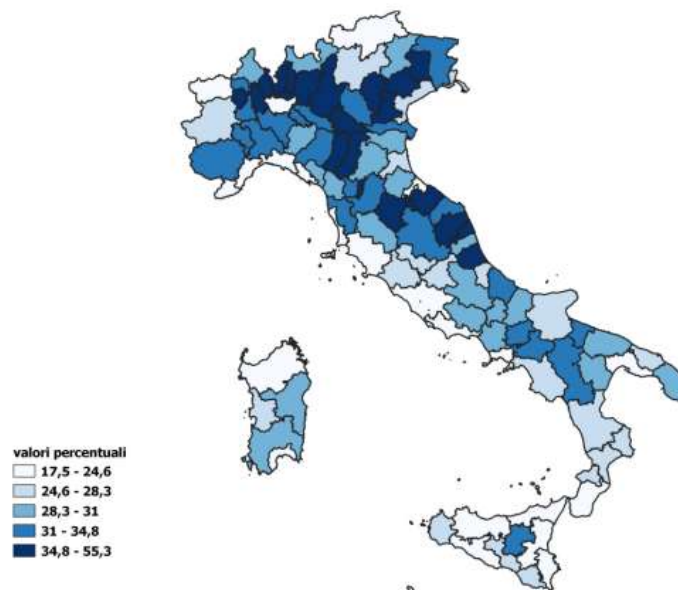 valori percentuali
17,5 - 24,6
24,6 - 28,3
28,3 - 31
31 - 34,8
34,8 - 55,3